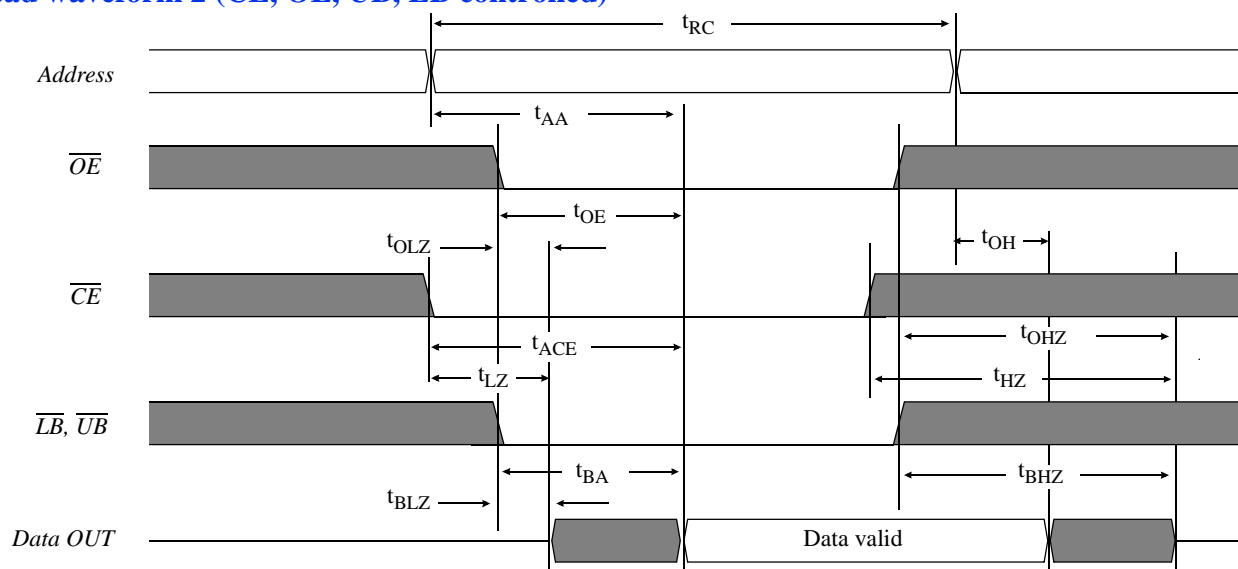 waveform 2 (CE, OE, UB, LB controlled)
tRC
Address
tAA
OE
tOE
tOLZ
tOH
CE
tOHZ
tACE
tLZ
tHZ
LB, UB
tBA
tBHZ
tBLZ
Data OUT
Data valid